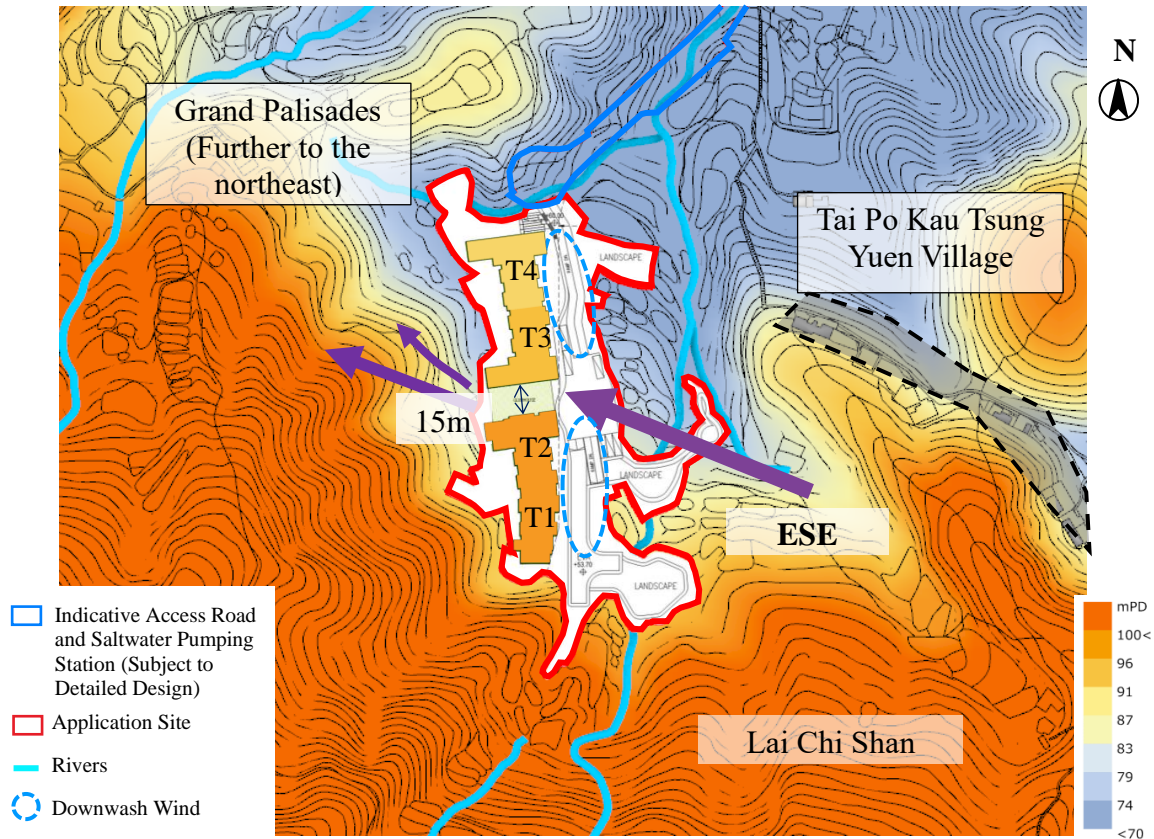 N
Grand Palisades
(Further to the
northeast)
Tai Po Kau Tsung
Yuen Village
LANDSCAPE
T4
T3
15m
T2
LANDSCAPE
T1
ESE
+53.70
LANDSCAPE
Lai Chi Shan
Indicative Access Road
and Saltwater Pumping
Station (Subject to
Detailed Design)
Application Site
Rivers
Downwash Wind
mPD
100<
96
91
87
83
79
74
<70